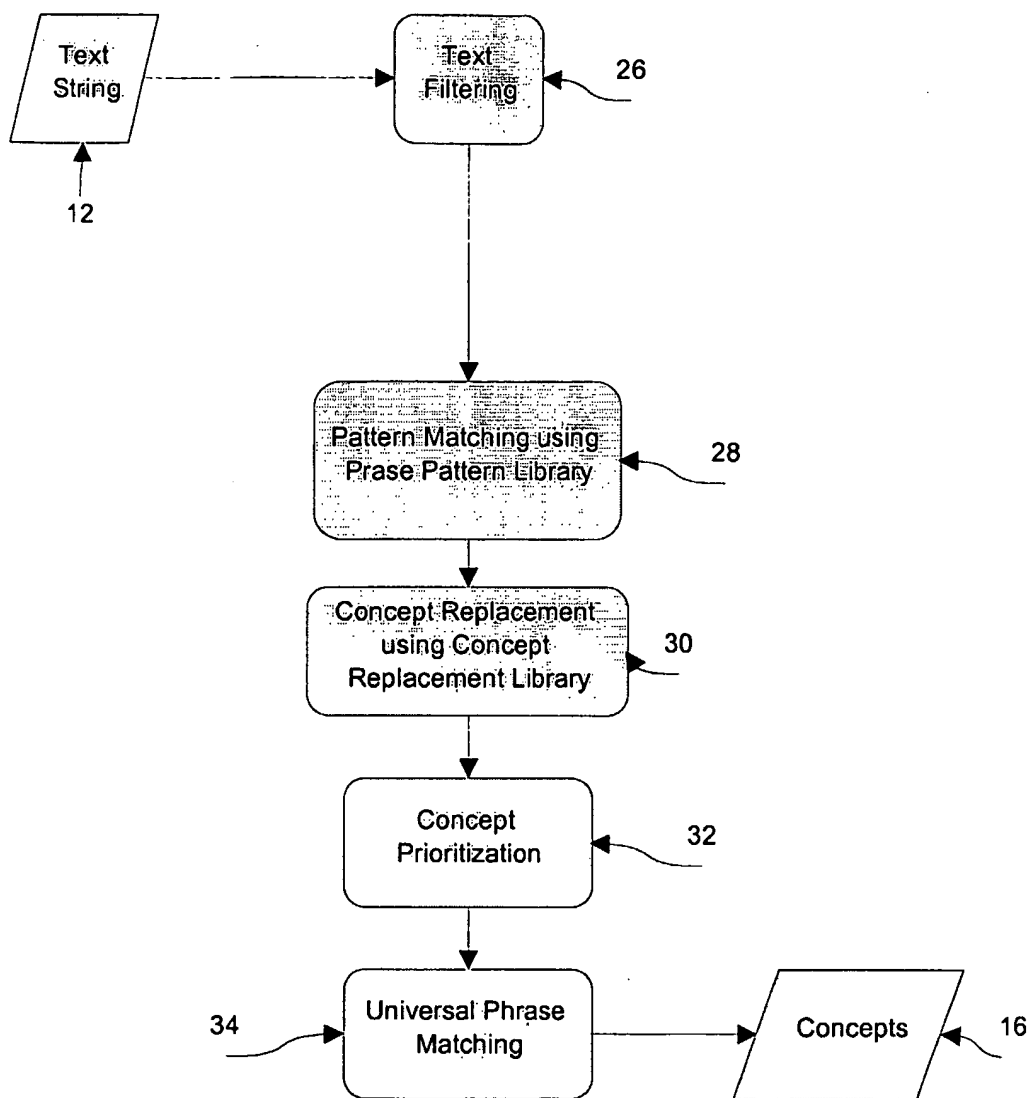 Text
String
12
Text
Filtering
26
Pattern Matching using
Prase Pattern Library
28
Concept Replacement
using Concept
Replacement Library
30
Concept
Prioritization
32
Universal Phrase
Matching
34
Concepts
16